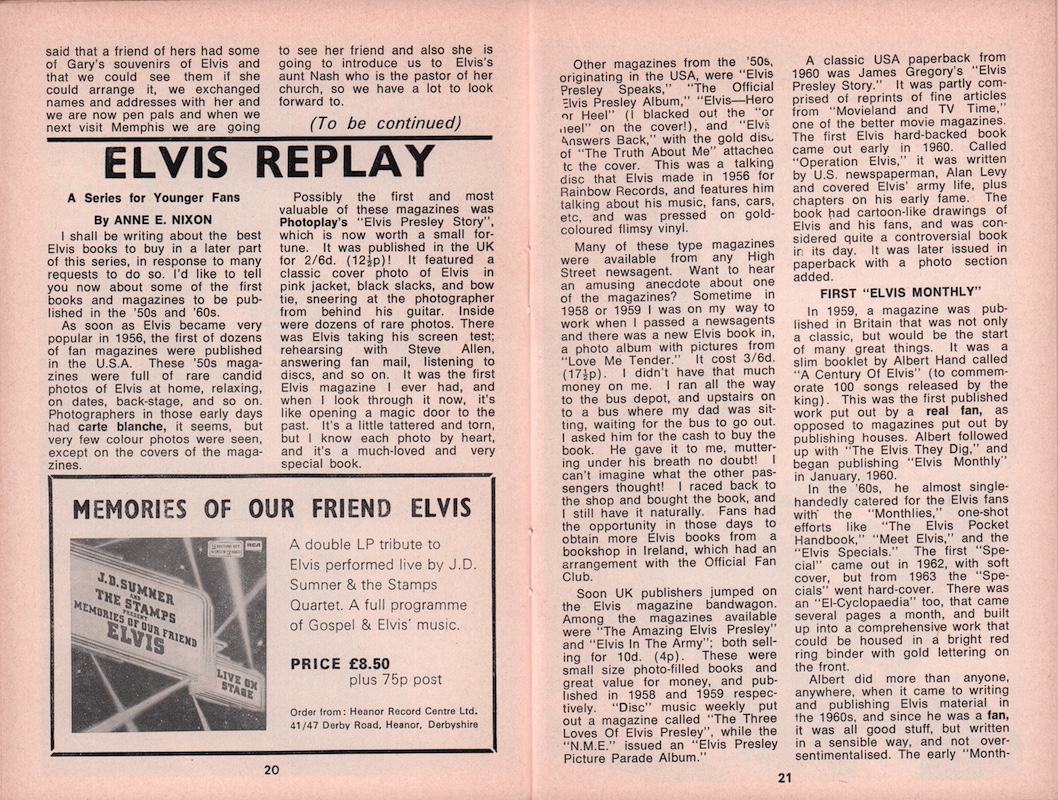 said that a friend of hers had some
of Gary's souvenirs of Elvis and
that we could see them if she
could arrange it, we exchanged
names and addresses with her and
we are now pen pals and when we
next visit Memphis we are going
to see her friend and also she is
going to introduce us to Elvis's
aunt Nash who is the pastor of her
church, so we have a lot to look
forward to.
(To be continued)
ELVIS REPLAY
A Series for Younger Fans
By ANNE E. NIXON
I shall be writing about the best
Elvis books to buy in a later part
of this series, in response to many
requests to do so. I'd like to tell
you now about some of the first
books and magazines to be pub-
lished in the '50s and '60s.
As soon as Elvis became very
popular in 1956, the first of dozens
of fan magazines were published
in the U.S.A. These '50s maga-
zines were full of rare candid
photos of Elvis at home, relaxing,
on dates, back-stage, and so on.
Photographers in those early days
had carte blanche, it seems, but
very few colour photos were seen,
except on the covers of the maga-
zines.
Possibly the first and most
valuable of these magazines was
Photoplay's "Elvis Presley Story",
which is now worth a small for-
tune. It was published in the UK
for 2/6d. (12½p)! It featured a
classic cover photo of Elvis in
pink jacket, black slacks, and bow
tie, sneering at the photographer
from behind his guitar. Inside
were dozens of rare photos. There
was Elvis taking his screen test;
rehearsing with Steve Allen,
answering fan mail, listening to
discs, and so on. It was the first
Elvis magazine I ever had, and
when I look through it now, it's
like opening a magic door to the
past. It's a little tattered and torn,
but I know each photo by heart,
and it's a much-loved and very
special book.
MEMORIES OF OUR FRIEND ELVIS
RCA
J.D. SUMNER
AND
THE STAMPS
PRESENT
MEMORIES OF OUR FRIEND
ELVIS
LIVE ON
STAGE
A double LP tribute to
Elvis performed live by J.D.
Sumner & the Stamps
Quartet. A full programme
of Gospel & Elvis' music.
PRICE £8.50
plus 75p post
Order from: Heanor Record Centre Ltd.
41/47 Derby Road, Heanor, Derbyshire
20
Other magazines from the '50s,
originating in the USA, were "Elvis
Presley Speaks," "The Official
Elvis Presley Album," "Elvis—Hero
or Heel" (I blacked out the "or
heel" on the cover!), and "Elvis
Answers Back," with the gold disc
of "The Truth About Me" attached
to the cover. This was a talking
disc that Elvis made in 1956 for
Rainbow Records, and features him
talking about his music, fans, cars,
etc, and was pressed on gold-
coloured flimsy vinyl.
Many of these type magazines
were available from any High
Street newsagent. Want to hear
an amusing anecdote about one
of the magazines? Sometime in
1958 or 1959 I was on my way to
work when I passed a newsagents
and there was a new Elvis book in,
a photo album with pictures from
"Love Me Tender." It cost 3/6d.
(17½p). I didn't have that much
money on me. I ran all the way
to the bus depot, and upstairs on
to a bus where my dad was sit-
ting, waiting for the bus to go out.
I asked him for the cash to buy the
book. He gave it to me, mutter-
ing under his breath no doubt! I
can't imagine what the other pas-
sengers thought! I raced back to
the shop and bought the book, and
I still have it naturally. Fans had
the opportunity in those days to
obtain more Elvis books from a
bookshop in Ireland, which had an
arrangement with the Official Fan
Club.
Soon UK publishers jumped on
the Elvis magazine bandwagon.
Among the magazines available
were "The Amazing Elvis Presley"
and "Elvis In The Army"; both sell-
ing for 10d. (4p). These were
small size photo-filled books and
great value for money, and pub-
lished in 1958 and 1959 respec-
tively. "Disc" music weekly put
out a magazine called "The Three
Loves Of Elvis Presley", while the
"N.M.E." issued an "Elvis Presley
Picture Parade Album."
A classic USA paperback from
1960 was James Gregory's "Elvis
Presley Story." It was partly com-
prised of reprints of fine articles
from "Movieland and TV Time,"
one of the better movie magazines.
The first Elvis hard-backed book
came out early in 1960. Called
"Operation Elvis," it was written
by U.S. newspaperman, Alan Levy
and covered Elvis' army life, plus
chapters on his early fame. The
book had cartoon-like drawings of
Elvis and his fans, and was con-
sidered quite a controversial book
in its day. It was later issued in
paperback with a photo section
added.
FIRST "ELVIS MONTHLY"
In 1959, a magazine was pub-
lished in Britain that was not only
a classic, but would be the start
of many great things. It was a
slim booklet by Albert Hand called
"A Century Of Elvis" (to commem-
orate 100 songs released by the
king). This was the first published
work put out by a real fan, as
opposed to magazines put out by
publishing houses. Albert followed
up with "The Elvis They Dig," and
began publishing "Elvis Monthly"
in January, 1960.
In the '60s, he almost single-
handedly catered for the Elvis fans
with the "Monthlies," one-shot
efforts like "The Elvis Pocket
Handbook," "Meet Elvis," and the
"Elvis Specials." The first "Spe-
cial" came out in 1962, with soft
cover, but from 1963 the "Spe-
cials" went hard-cover. There was
an "El-Cyclopaedia" too, that came
several pages a month, and built
up into a comprehensive work that
could be housed in a bright red
ring binder with gold lettering on
the front.
Albert did more than anyone,
anywhere, when it came to writing
and publishing Elvis material in
the 1960s, and since he was a fan,
it was all good stuff, but written
in a sensible way, and not over-
sentimentalised. The early "Month-
21